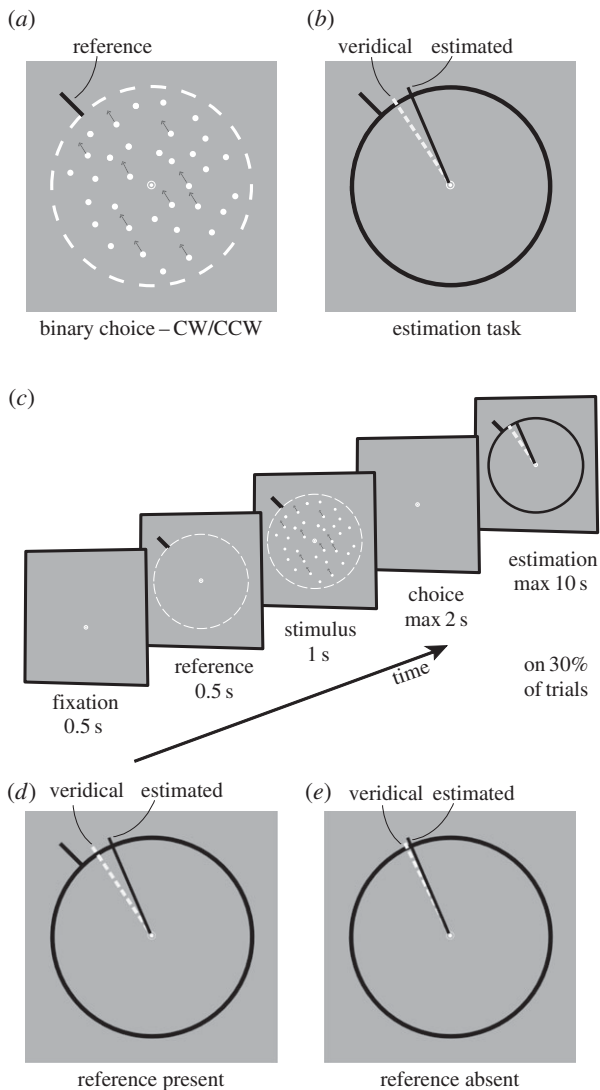 (a)
reference
binary choice – CW/CCW
(b)
veridical estimated
estimation task
(c)
fixation
0.5 s
reference
0.5 s
stimulus
1 s
choice
max 2 s
estimation
max 10 s
on 30%
of trials
time
(d) veridical estimated
reference present
(e) veridical estimated
reference absent